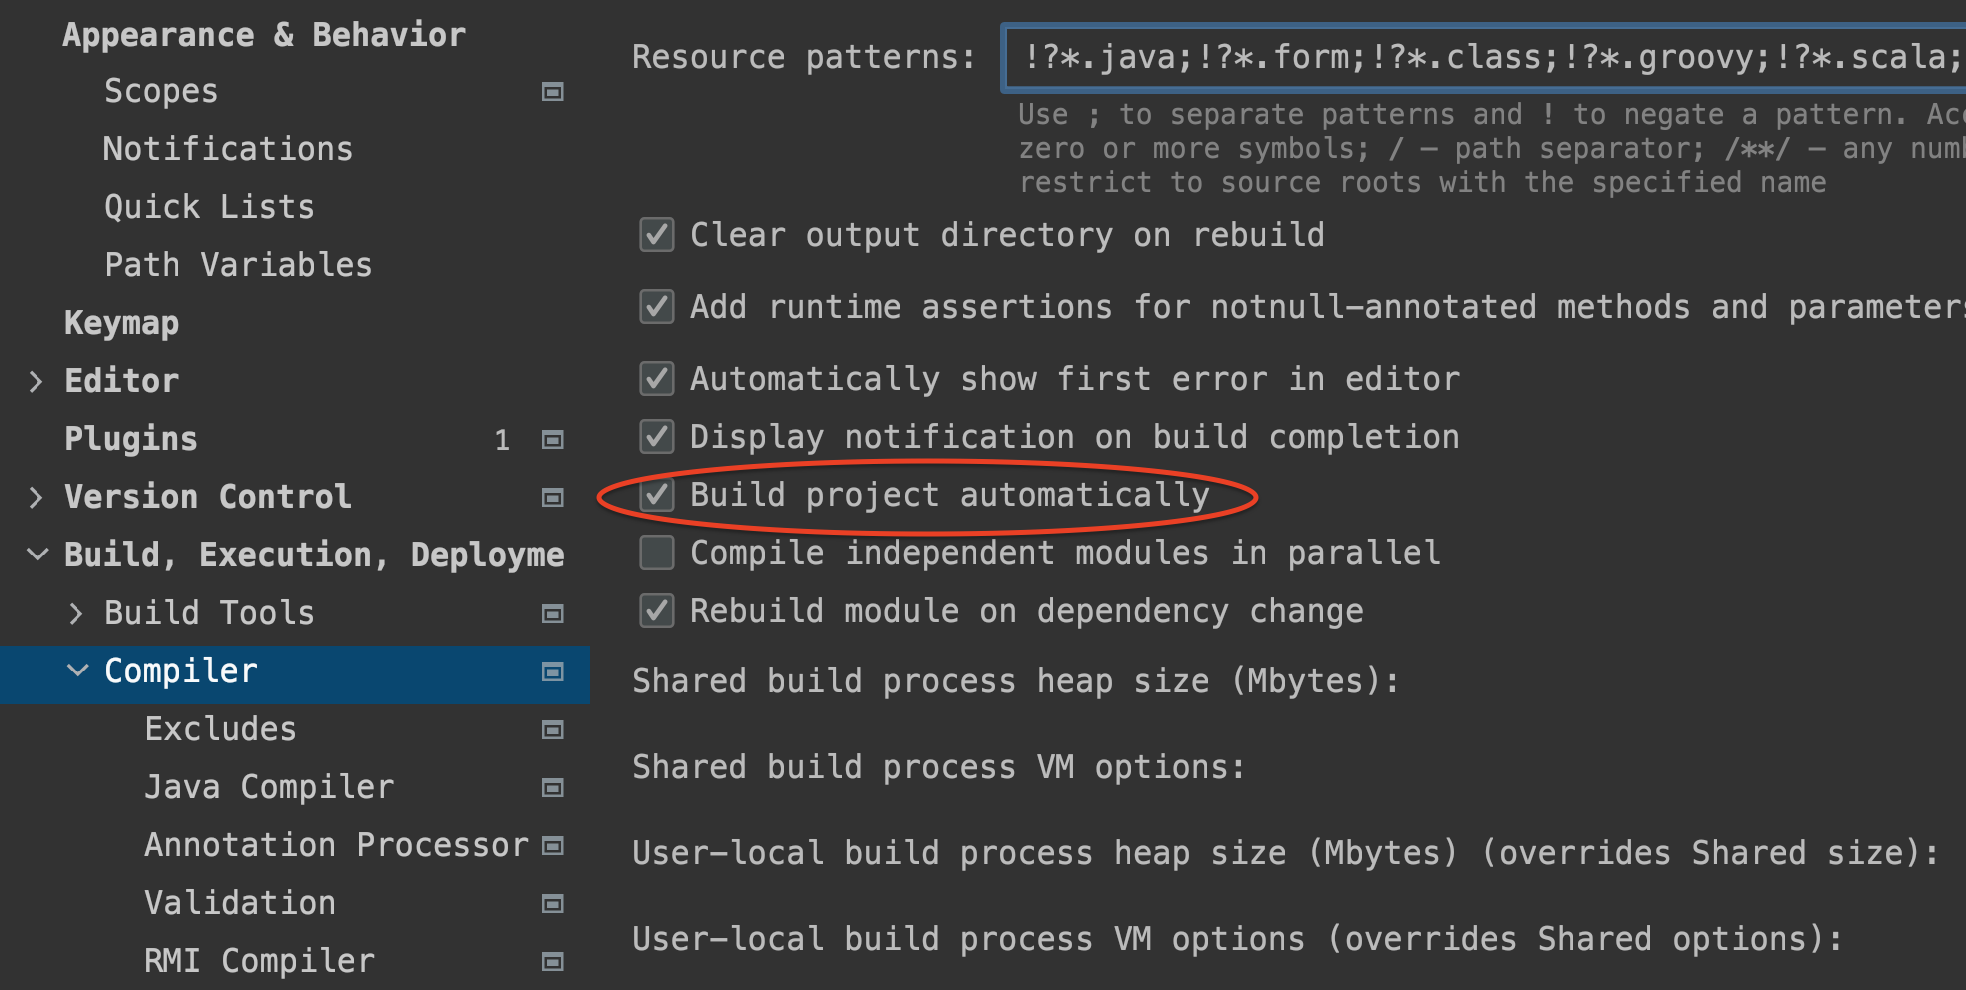 Appearance & Behavior
Scopes
Notifications
Quick Lists
Path Variables
Keymap
Editor
Plugins 1
Version Control
Build, Execution, Deployme
Build Tools
Compiler
Excludes
Java Compiler
Annotation Processor
Validation
RMI Compiler
Resource patterns: !?*.java;!?*.form;!?*.class;!?*.groovy;!?*.scala;
Use ; to separate patterns and ! to negate a pattern. Acc
zero or more symbols; / — path separator; /**/ — any numb
restrict to source roots with the specified name
Clear output directory on rebuild
Add runtime assertions for notnull-annotated methods and parameters
Automatically show first error in editor
Display notification on build completion
Build project automatically
Compile independent modules in parallel
Rebuild module on dependency change
Shared build process heap size (Mbytes):
Shared build process VM options:
User-local build process heap size (Mbytes) (overrides Shared size):
User-local build process VM options (overrides Shared options):